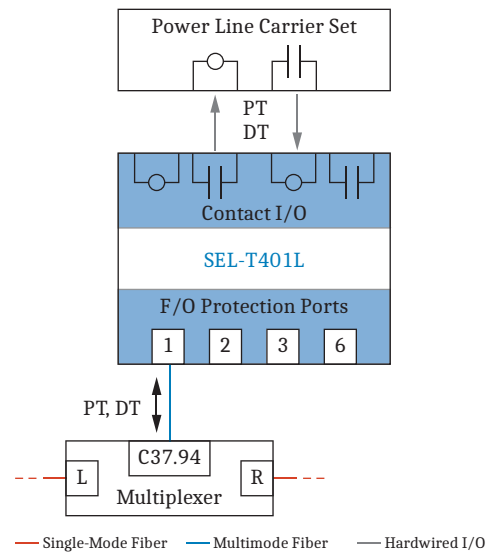 Power Line Carrier Set
PT
DT
Contact I/O
SEL-T401L
F/O Protection Ports
1 2 3 6
PT, DT
C37.94
L R
Multiplexer
Single-Mode Fiber Multimode Fiber Hardwired I/O